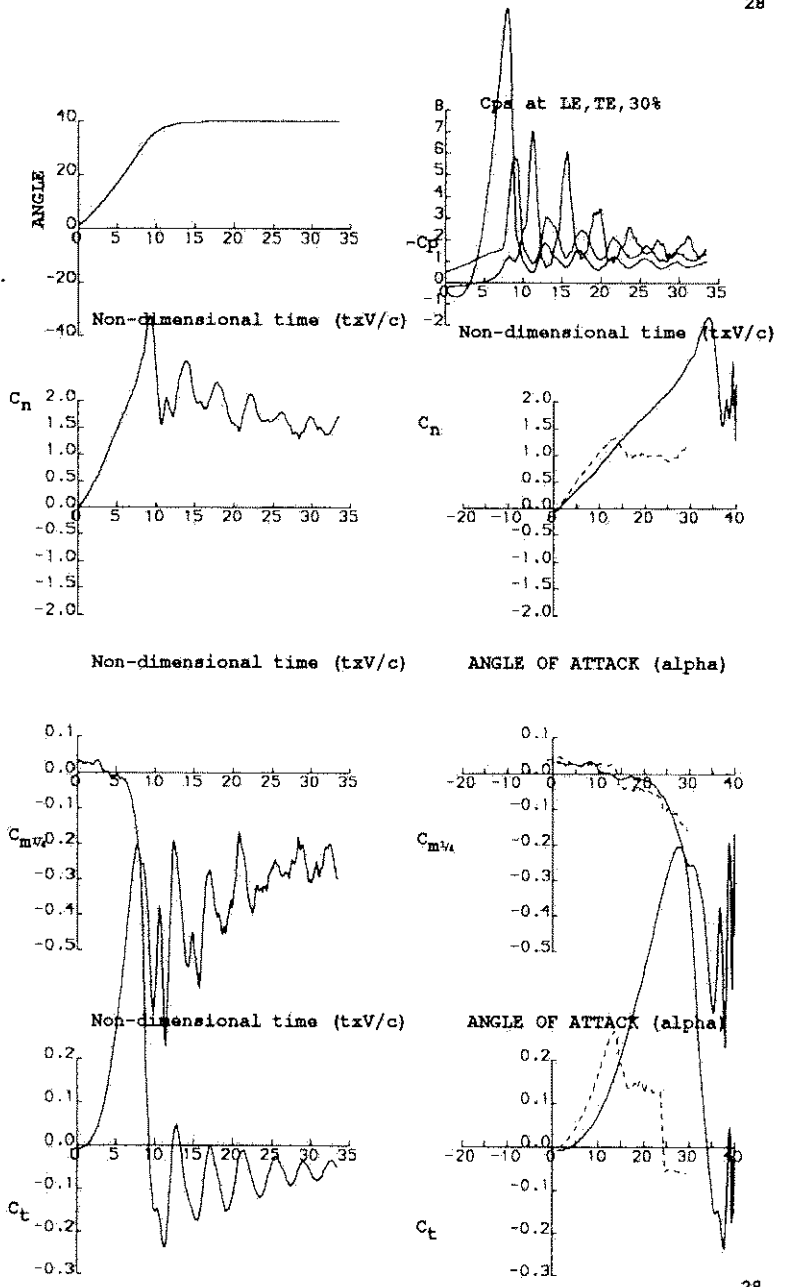 28
Cps at LE,TE,30%
40
20
0
-20
-40
ANGLE
0 5 10 15 20 25 30 35
Non-dimensional time (txV/c)
8
7
6
5
4
3
2
1
0
-1
-2
-Cp
5 10 15 20 25 30 35
Non-dimensional time (txV/c)
Cn
2.0
1.5
1.0
0.5
0.0
-0.5
-1.0
-1.5
-2.0
0 5 10 15 20 25 30 35
Non-dimensional time (txV/c)
Cn
2.0
1.5
1.0
0.5
0.0
-0.5
-1.0
-1.5
-2.0
-20 -10 0 10 20 30 40
ANGLE OF ATTACK (alpha)
0.1
0.0
-0.1
-0.2
-0.3
-0.4
-0.5
Cm1/4
0 5 10 15 20 25 30 35
Non-dimensional time (txV/c)
0.1
0.0
-0.1
-0.2
-0.3
-0.4
-0.5
Cm1/4
-20 -10 0 10 20 30 40
ANGLE OF ATTACK (alpha)
0.2
0.1
0.0
-0.1
-0.2
-0.3
Ct
0 5 10 15 20 25 30 35
0.2
0.1
0.0
-0.1
-0.2
-0.3
Ct
-20 -10 0 10 20 30 40
28